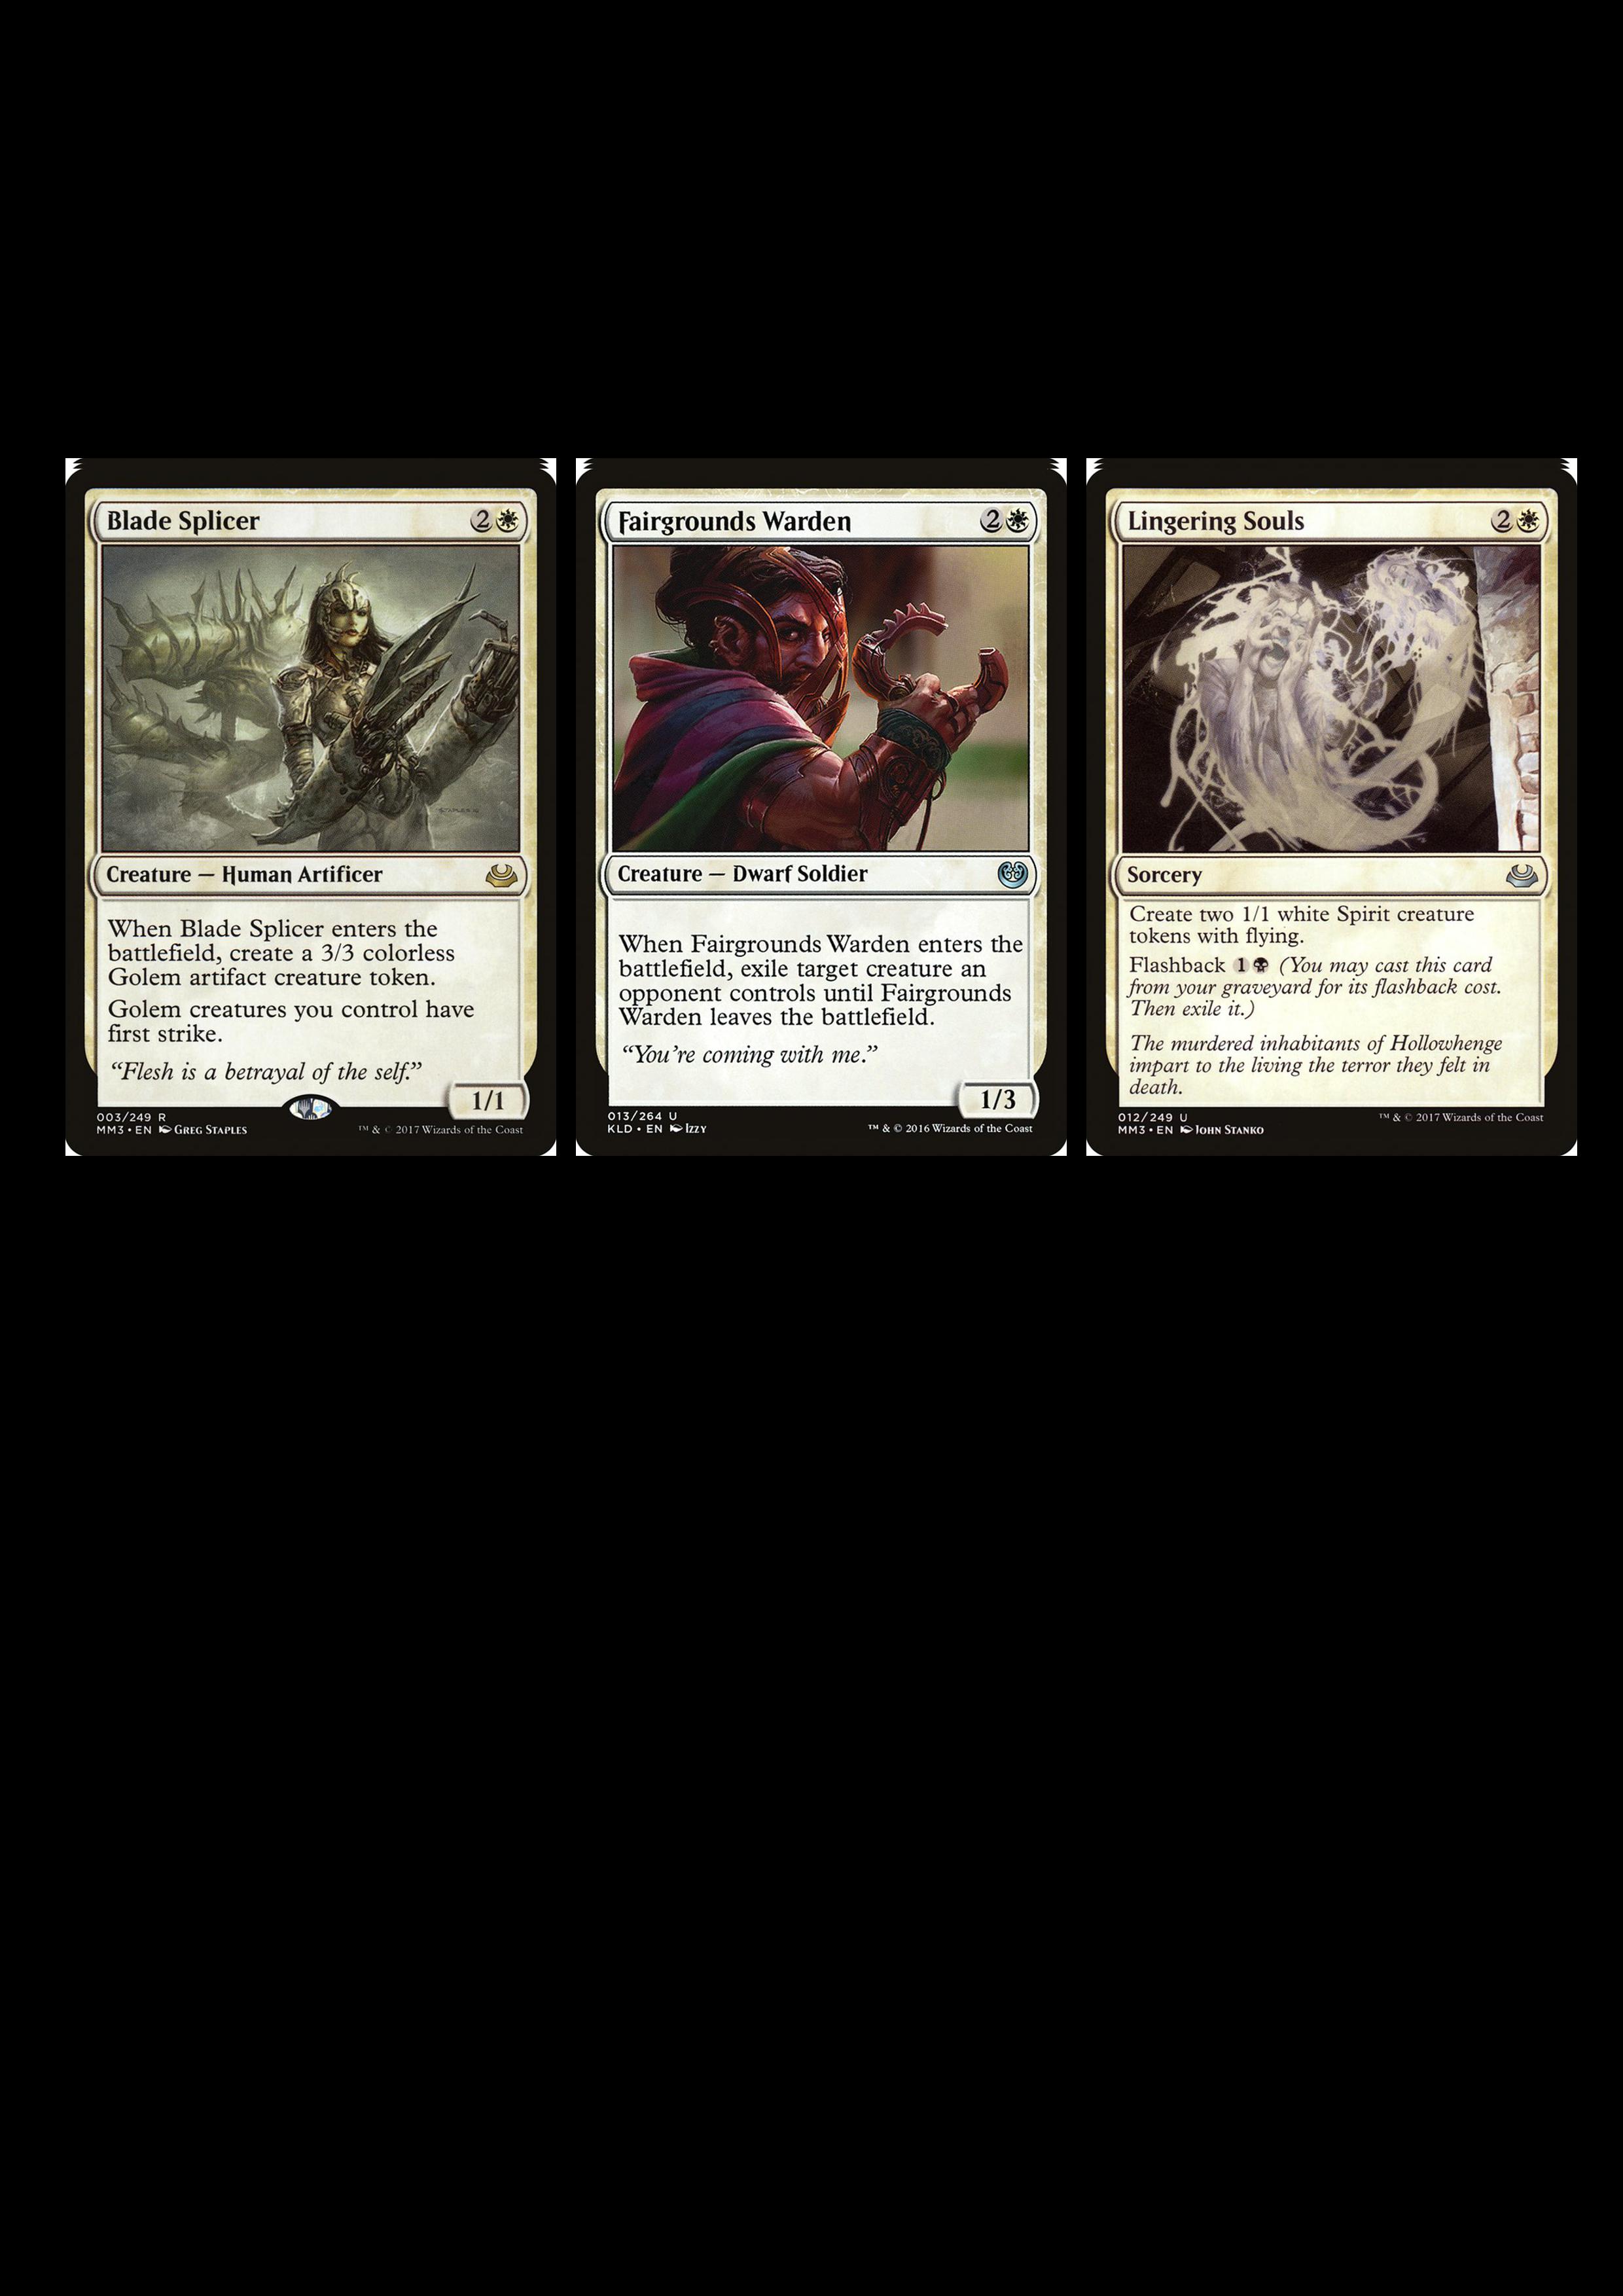 Blade Splicer 2
Creature — Human Artificer
When Blade Splicer enters the
battlefield, create a 3/3 colorless
Golem artifact creature token.
Golem creatures you control have
first strike.
“Flesh is a betrayal of the self.”
1/1
003/249 R
MM3 • EN GREG STAPLES
™ & © 2017 Wizards of the Coast
Fairgrounds Warden 2
Creature — Dwarf Soldier
When Fairgrounds Warden enters the
battlefield, exile target creature an
opponent controls until Fairgrounds
Warden leaves the battlefield.
“You’re coming with me.”
1/3
013/264 U
KLD • EN IZZY
™ & © 2016 Wizards of the Coast
Lingering Souls 2
Sorcery
Create two 1/1 white Spirit creature
tokens with flying.
Flashback 1 (You may cast this card
from your graveyard for its flashback cost.
Then exile it.)
The murdered inhabitants of Hollowhenge
impart to the living the terror they felt in
death.
012/249 U
MM3 • EN JOHN STANKO
™ & © 2017 Wizards of the Coast